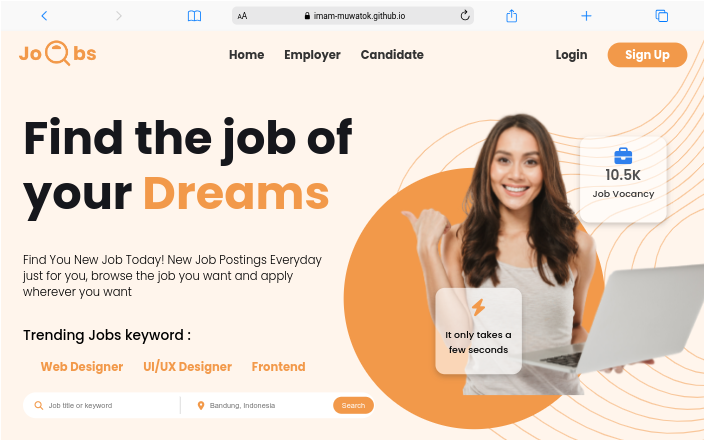 AA imam-muwatok.github.io
Jo bs
Home Employer Candidate Login Sign Up
Find the job of
your Dreams
10.5K
Job Vocancy
Find You New Job Today! New Job Postings Everyday
just for you, browse the job you want and apply
wherever you want
It only takes a
few seconds
Trending Jobs keyword :
Web Designer UI/UX Designer Frontend
Job title or keyword Bandung, Indonesia Search